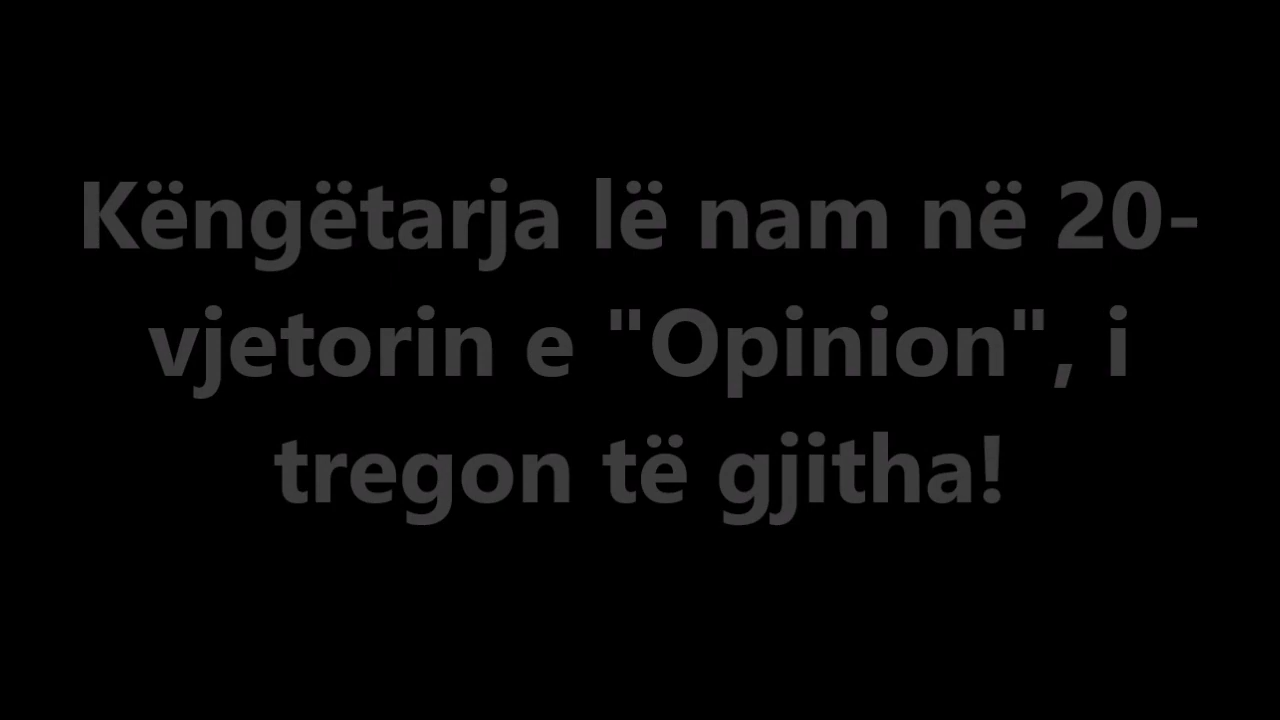 Këngëtarja lë nam në 20-
vjetorin e "Opinion", i
tregon të gjitha!